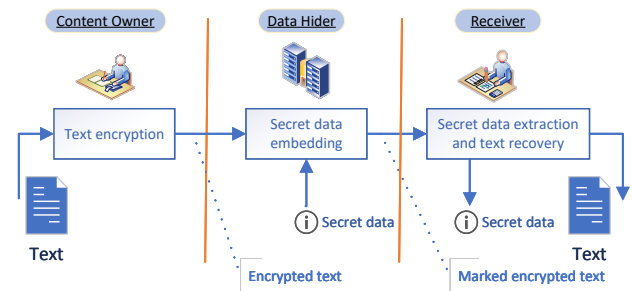 Content Owner
Data Hider
Receiver
Text encryption
Secret data
embedding
Secret data extraction
and text recovery
Secret data
Secret data
Text
Text
Encrypted text
Marked encrypted text